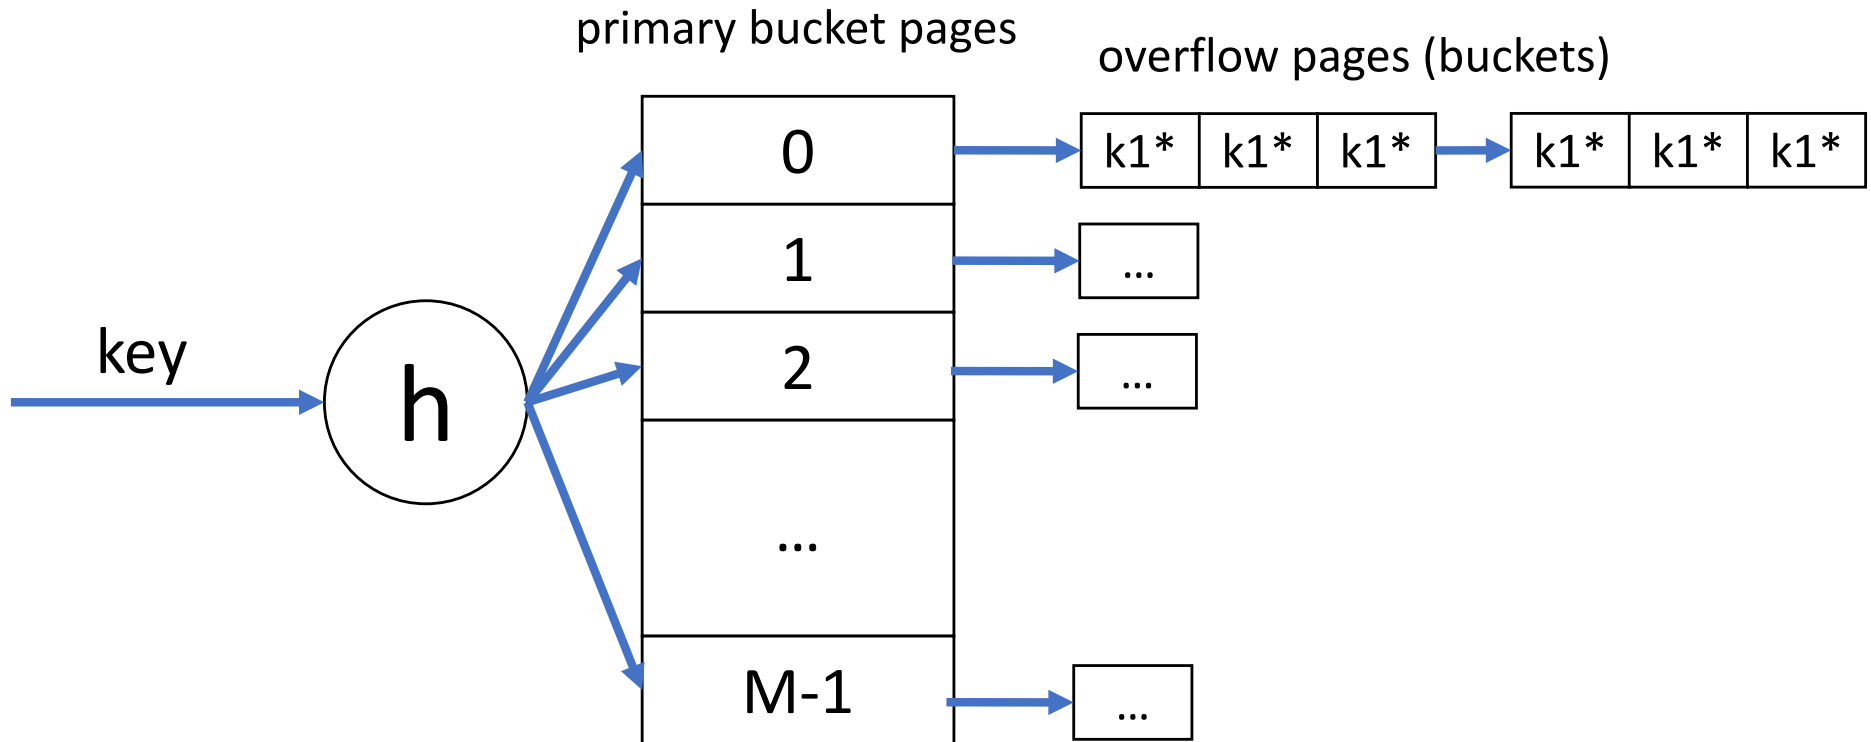 primary bucket pages
overflow pages (buckets)
0
k1* k1* k1* k1* k1* k1*
1
...
2
...
key
h
...
M-1
...